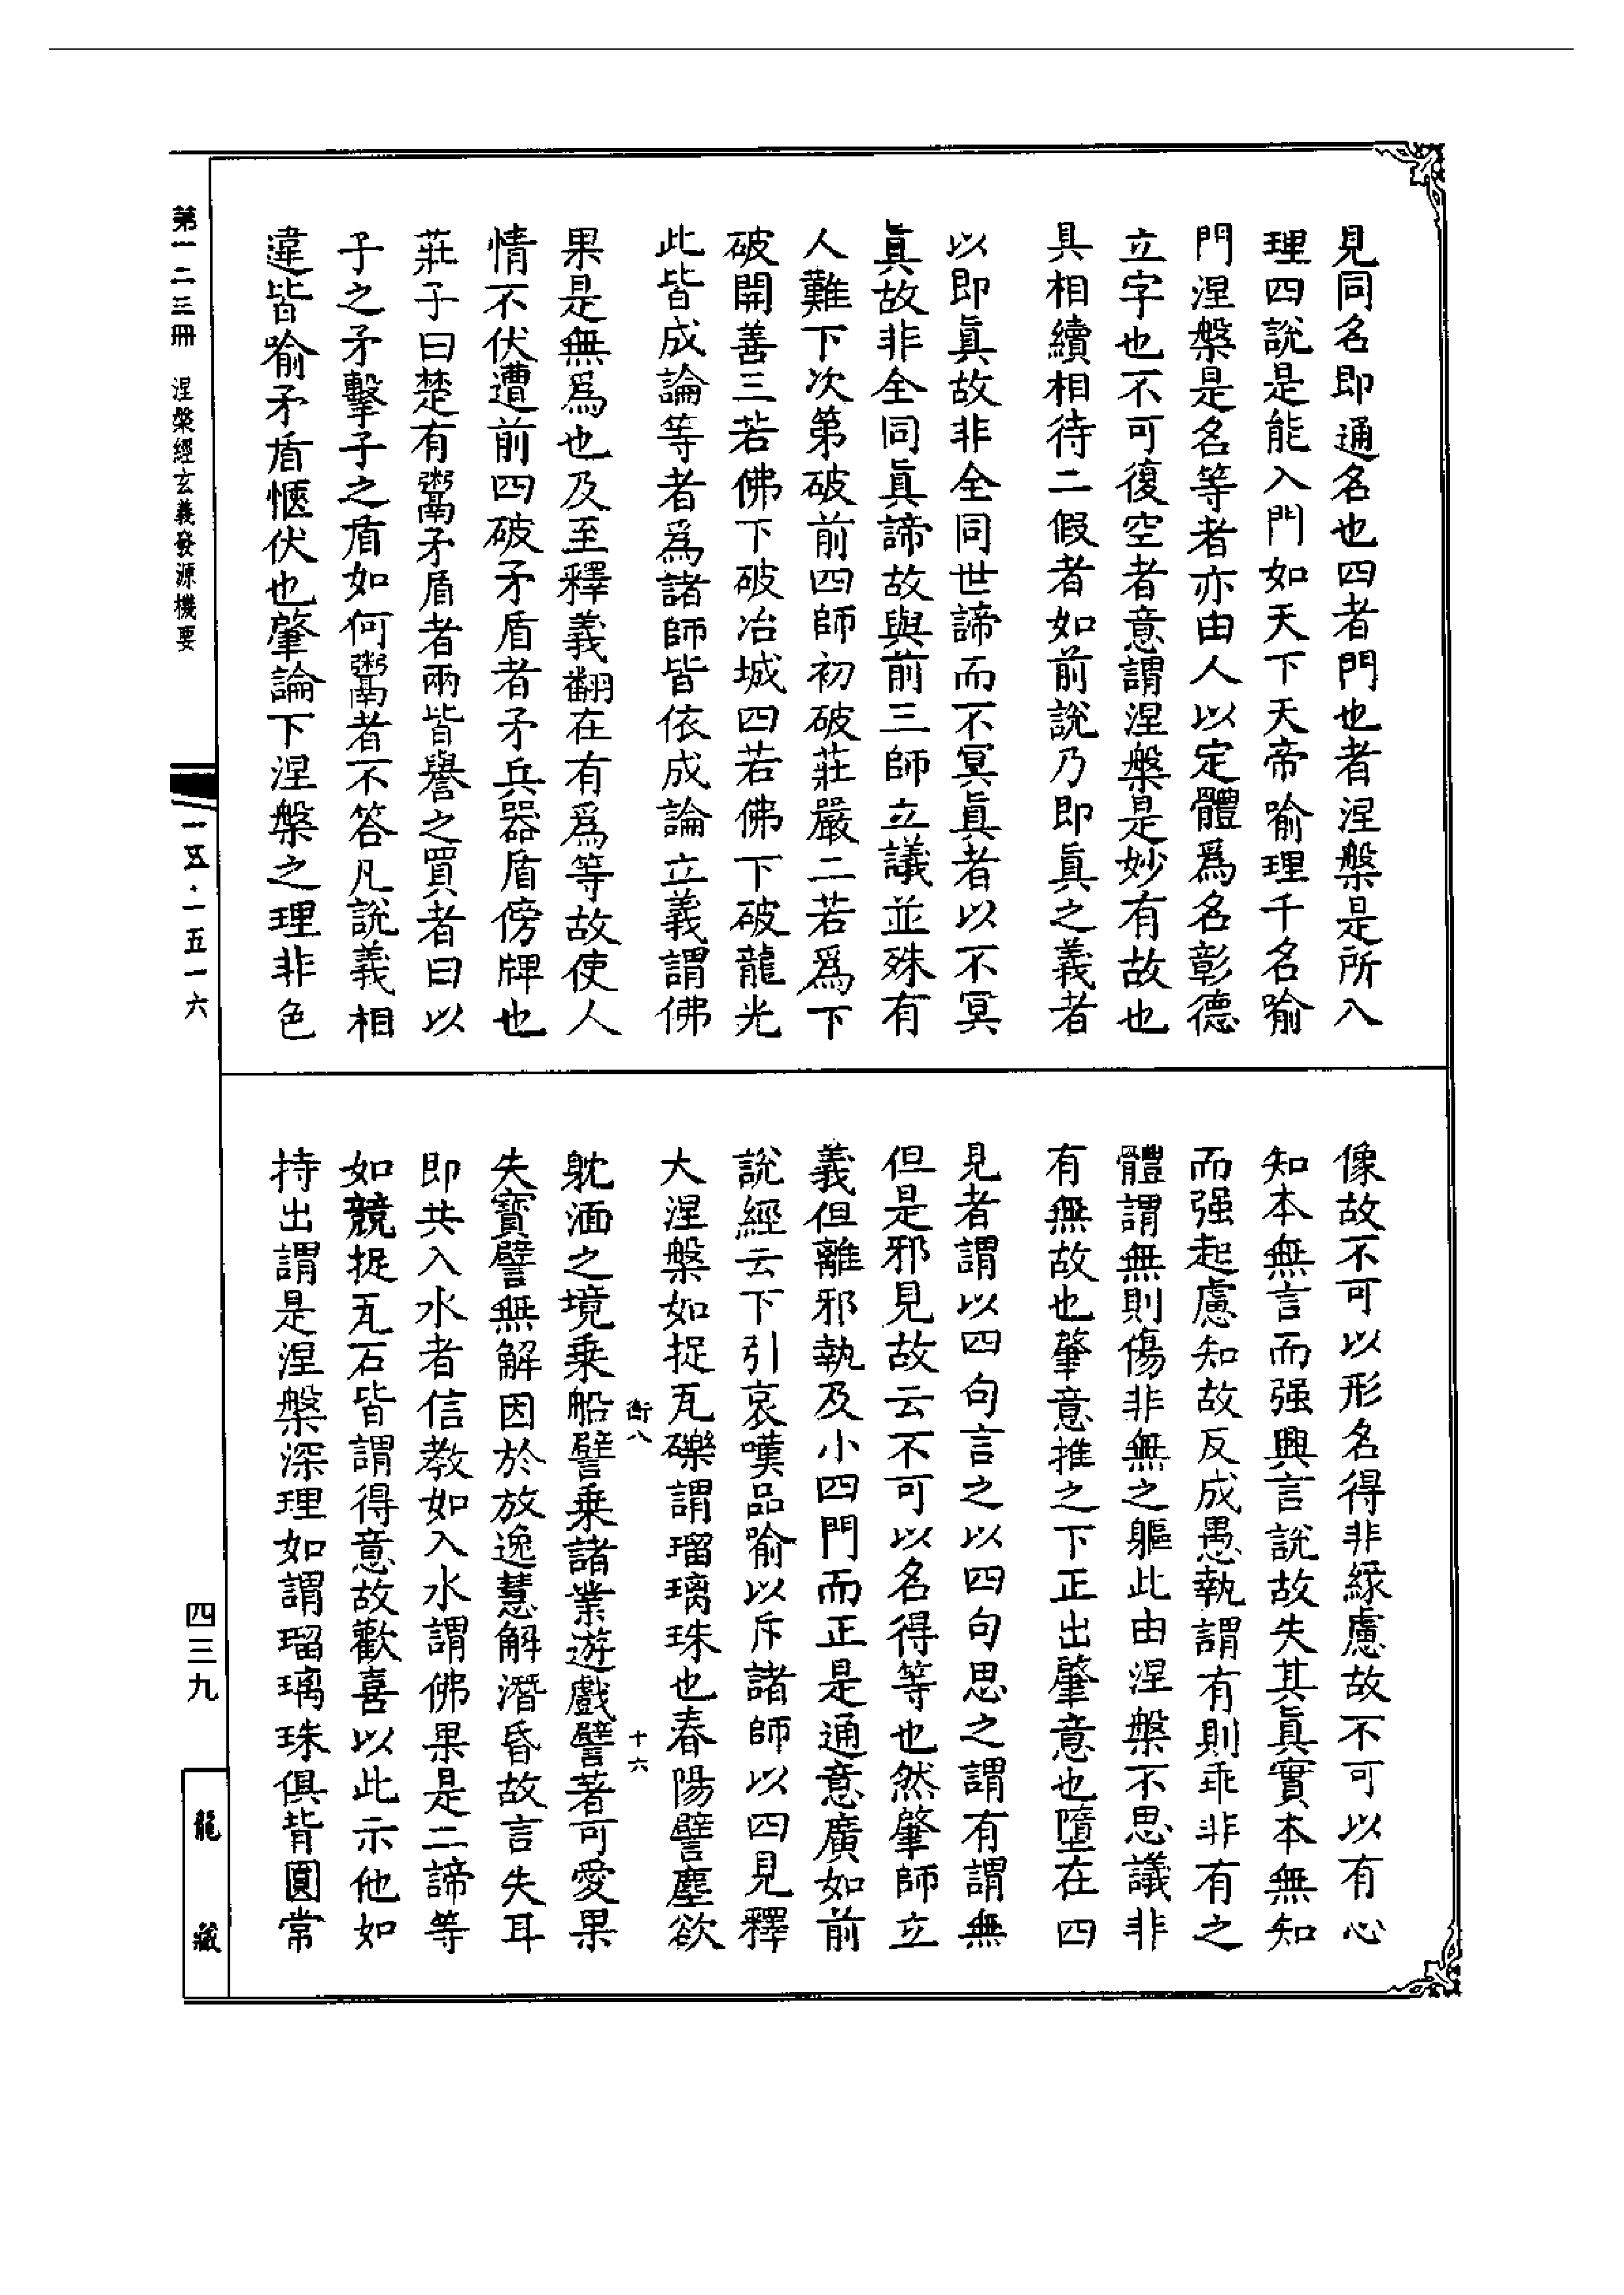 見同名即通名也四者門也者涅槃是所入
理四說是能入門如天下天帝喻理千名喻
門涅槃是名等者亦由人以定體爲名彰德
立字也不可復空者意謂涅槃是妙有故也
具相續相待二假者如前說乃即眞之義者
以即眞故非全同世諦而不冥眞者以不冥
眞故非全同眞諦故與前三師立議並殊有
人難下次第破前四師初破莊嚴二若爲下
破開善三若佛下破冶城四若佛下破龍光
此皆成論等者爲諸師皆依成論立義謂佛
果是無爲也及至釋義翻在有爲等故使人
情不伏遭前四破矛盾者矛兵器盾傍牌也
莊子曰楚有鬻矛盾者兩皆譽之買者曰以
子之矛擊子之盾如何鬻者不答凡說義相
違皆喻矛盾愜伏也肇論下涅槃之理非色
像故不可以形名得非緣慮故不可以有心
知本無言而强興言說故失其眞實本無知
而强起慮知故反成愚執謂有則乖非有之
體謂無則傷非無之軀此由涅槃不思議非
有無故也肇意推之下正出肇意也墮在四
見者謂以四句言之以四句思之謂有謂無
但是邪見故云不可以名得等也然肇師立
義但離邪執及小四門而正是通意廣如前
說經云下引哀嘆品喻以斥諸師以四見釋
大涅槃如捉瓦礫謂瑠璃珠也春陽譬塵欲
躭湎之境乗船譬乗諸業遊戲譬著可愛果
失寶譬無解因於放逸慧解潛昏故言失耳
即共入水者信教如入水謂佛果是二諦等
如競捉瓦石皆謂得意故歡喜以此示他如
持出謂是涅槃深理如謂瑠璃珠俱背圓常
衡八
十六
第一二三冊 涅槃經玄義發源機要
一五·一五一六
四三九
龍藏